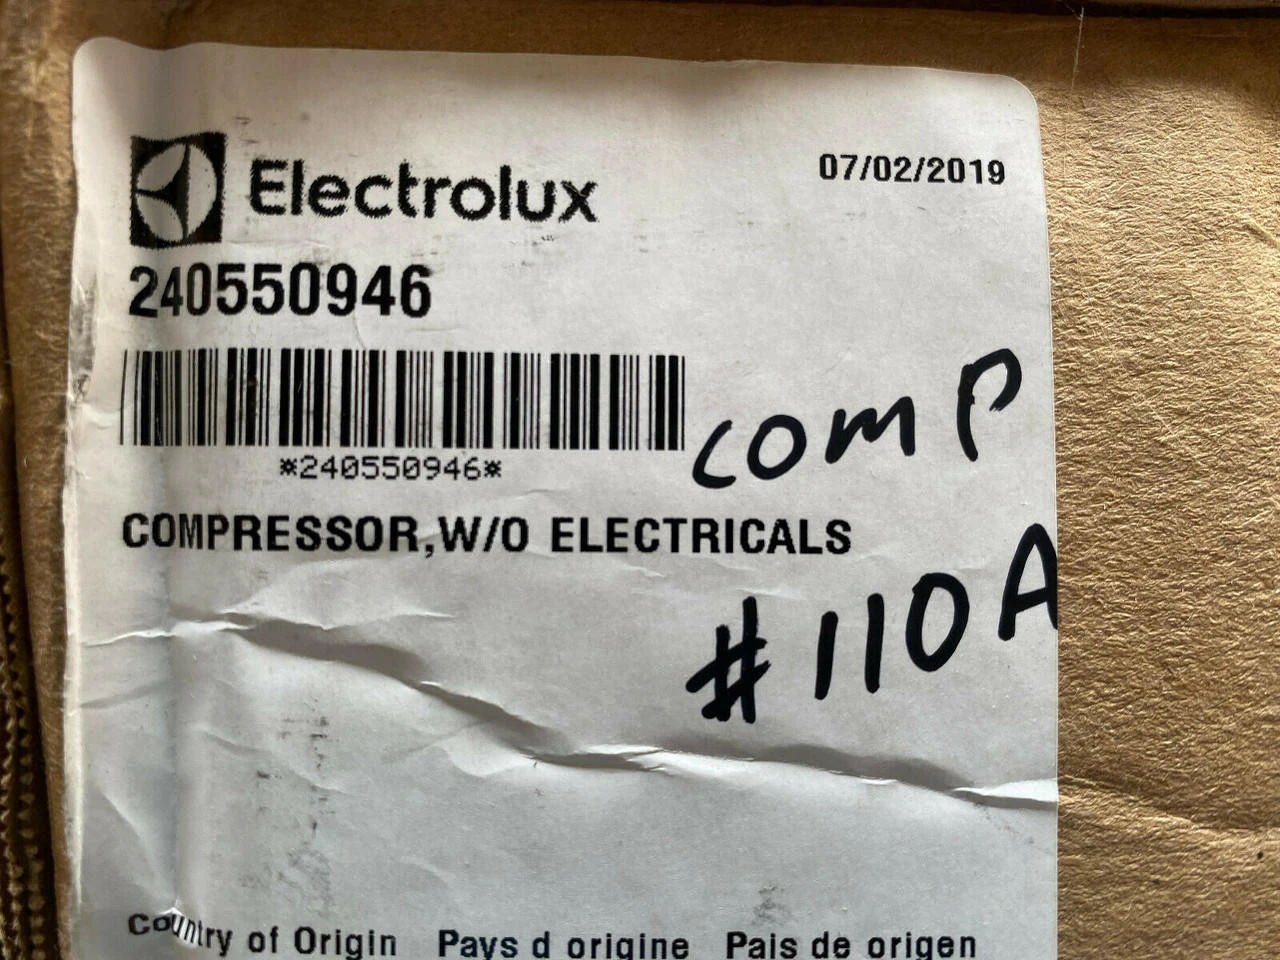 Electrolux
07/02/2019
240550946
*240550946*
COMP
COMPRESSOR,W/O ELECTRICALS
#110A
Country of Origin Pays d origine Pais de origen